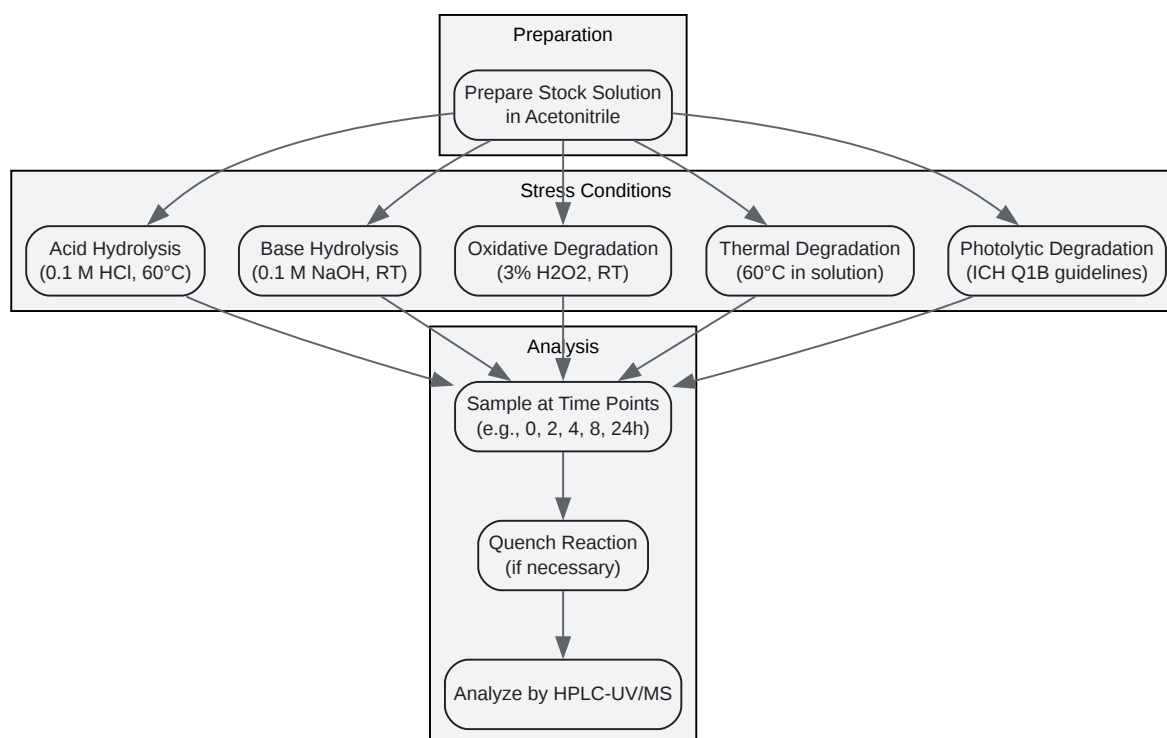 Preparation
Prepare Stock Solution
in Acetonitrile
Stress Conditions
Acid Hydrolysis
(0.1 M HCl, 60°C)
Base Hydrolysis
(0.1 M NaOH, RT)
Oxidative Degradation
(3% H2O2, RT)
Thermal Degradation
(60°C in solution)
Photolytic Degradation
(ICH Q1B guidelines)
Analysis
Sample at Time Points
(e.g., 0, 2, 4, 8, 24h)
Quench Reaction
(if necessary)
Analyze by HPLC-UV/MS